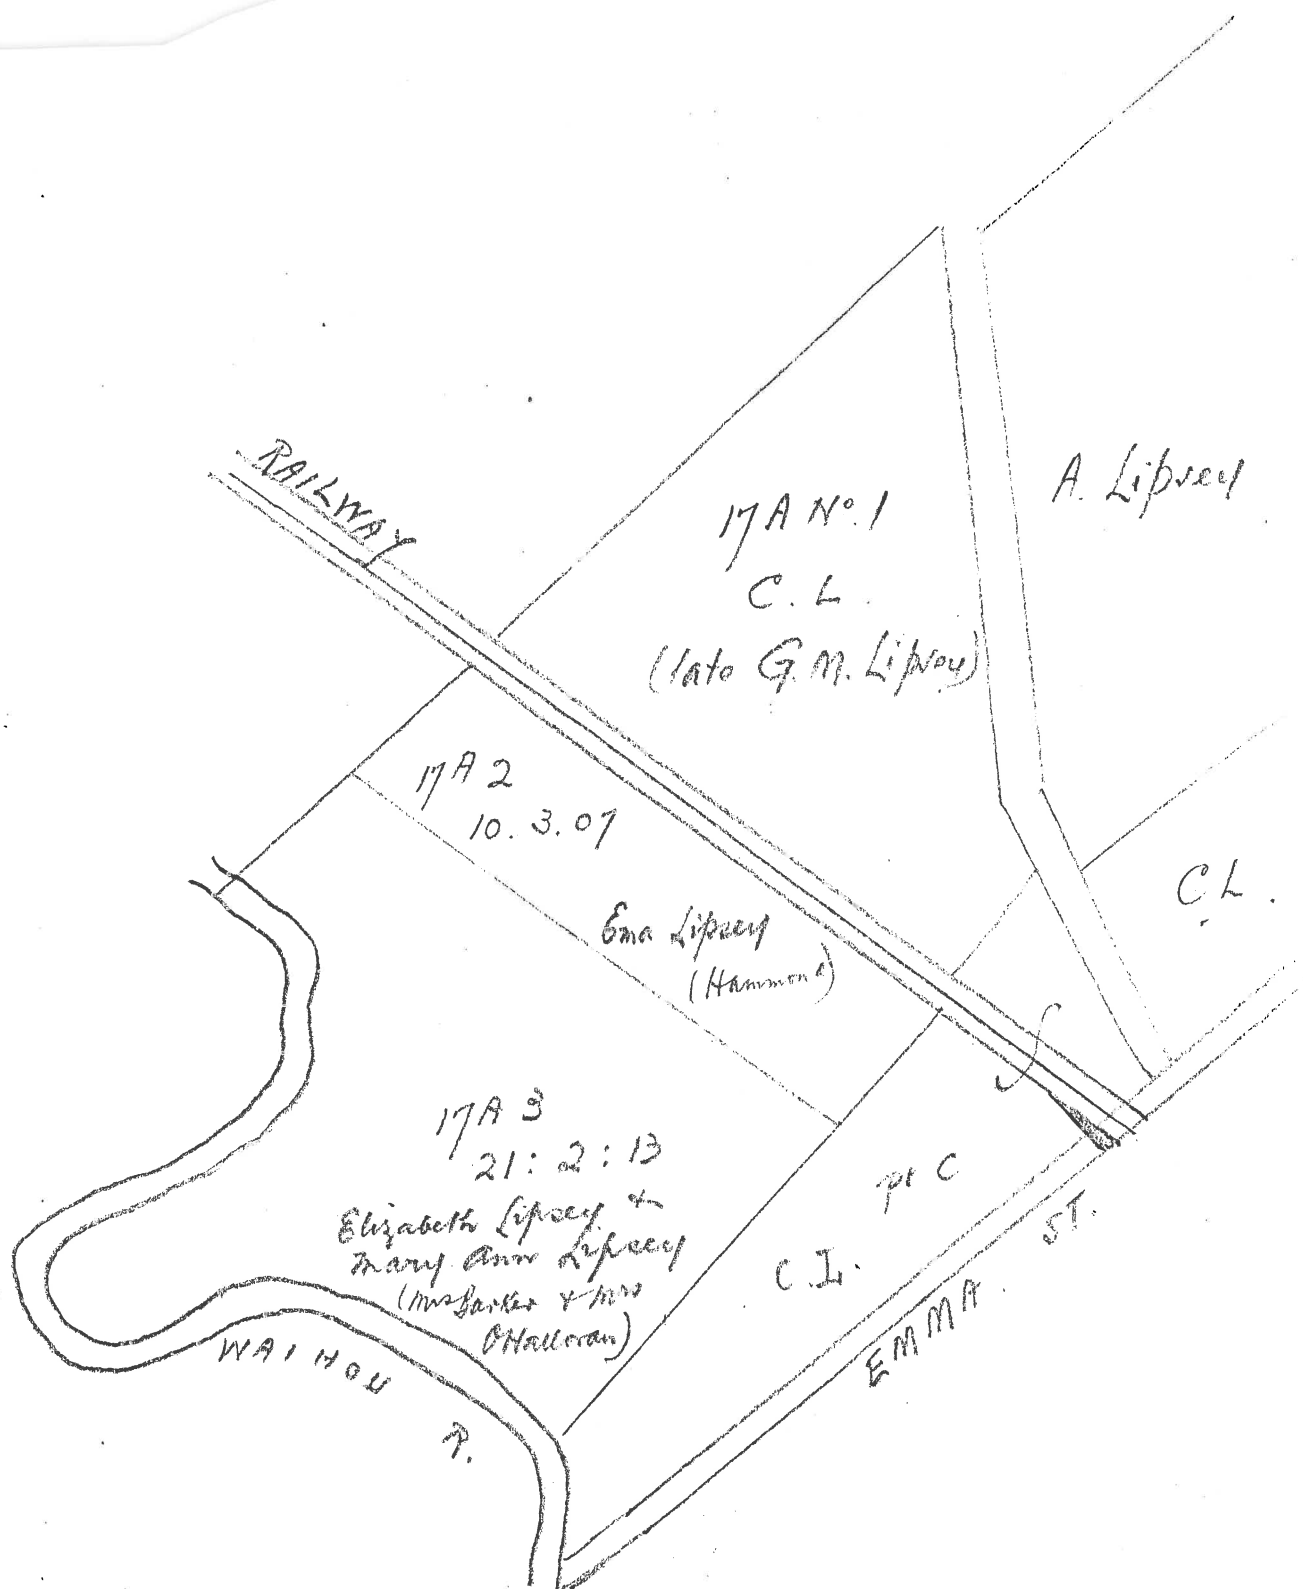 RAILWAY
A. Lipsey
17A No. 1
C. L.
(late G. M. Lipsey)
17A 2
10. 3. 07
Ema Lipsey
(Hammond)
C L.
17A 3
21 : 2 : 13
Elizabeth Lipsey &
Mary Ann Lipsey
(Mrs Barker & Mrs
O'Halloran)
pt C
C. L.
EMMA. ST.
WAIHOU R.